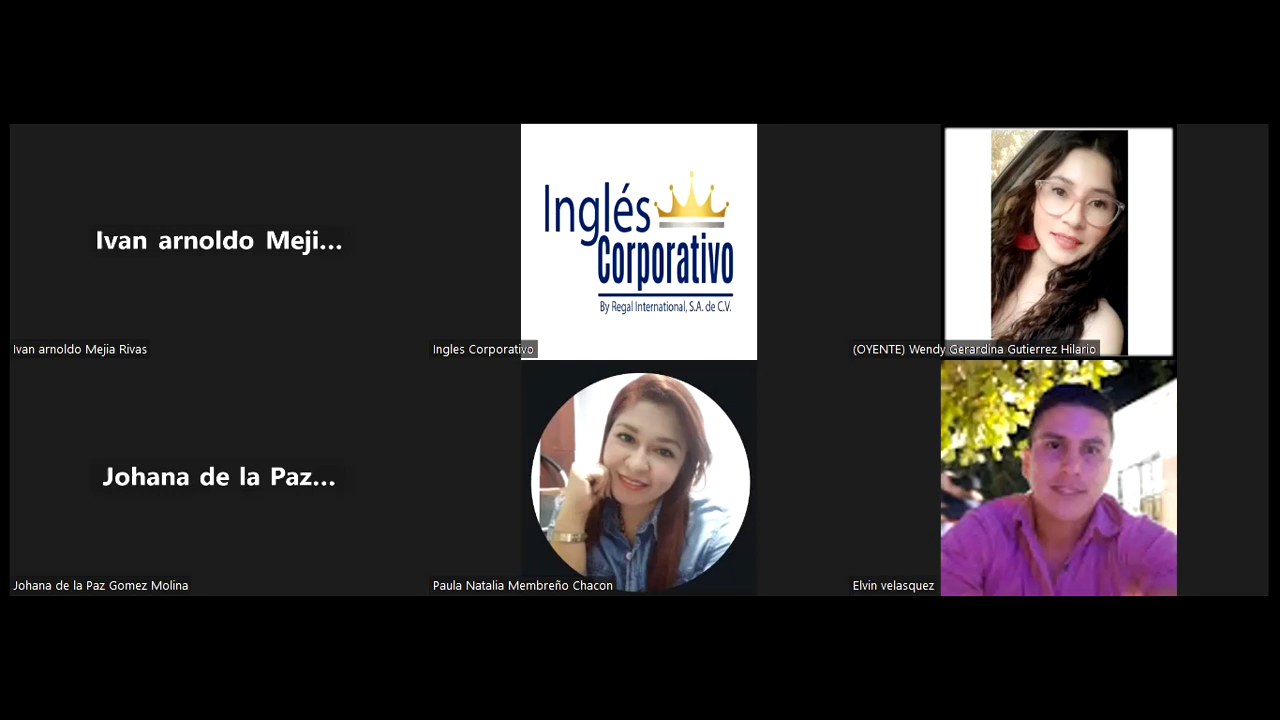 Ivan arnoldo Meji...
Ivan arnoldo Mejia Rivas
Inglés
Corporativo
By Regal International, S.A. de C.V.
Ingles Corporativo
(OYENTE) Wendy Gerardina Gutierrez Hilario
Johana de la Paz...
Johana de la Paz Gomez Molina
Paula Natalia Membreño Chacon
Elvin velasquez